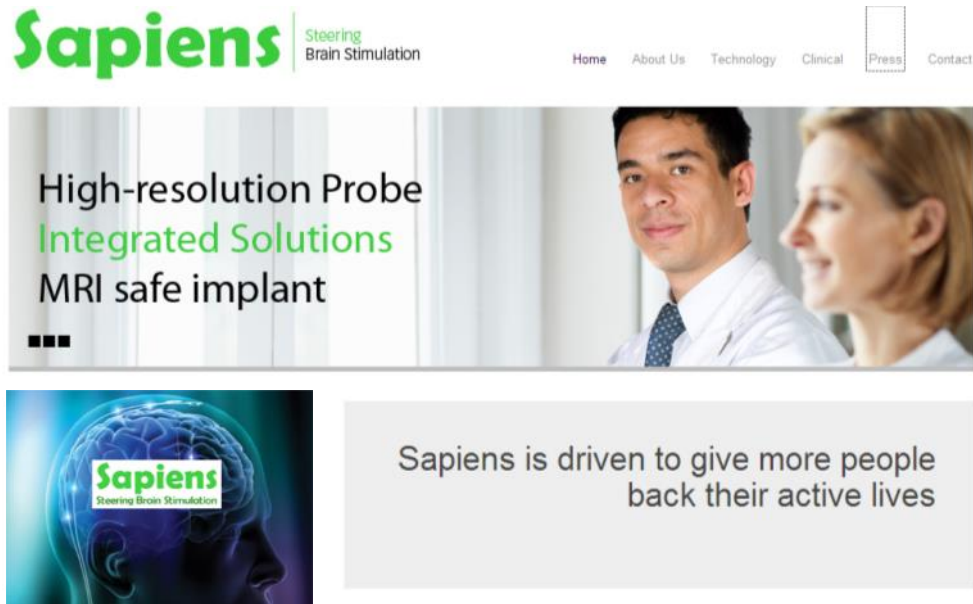 Sapiens
Steering
Brain Stimulation
Home About Us Technology Clinical Press Contact
High-resolution Probe
Integrated Solutions
MRI safe implant
Sapiens
Steering Brain Stimulation
Sapiens is driven to give more people
back their active lives